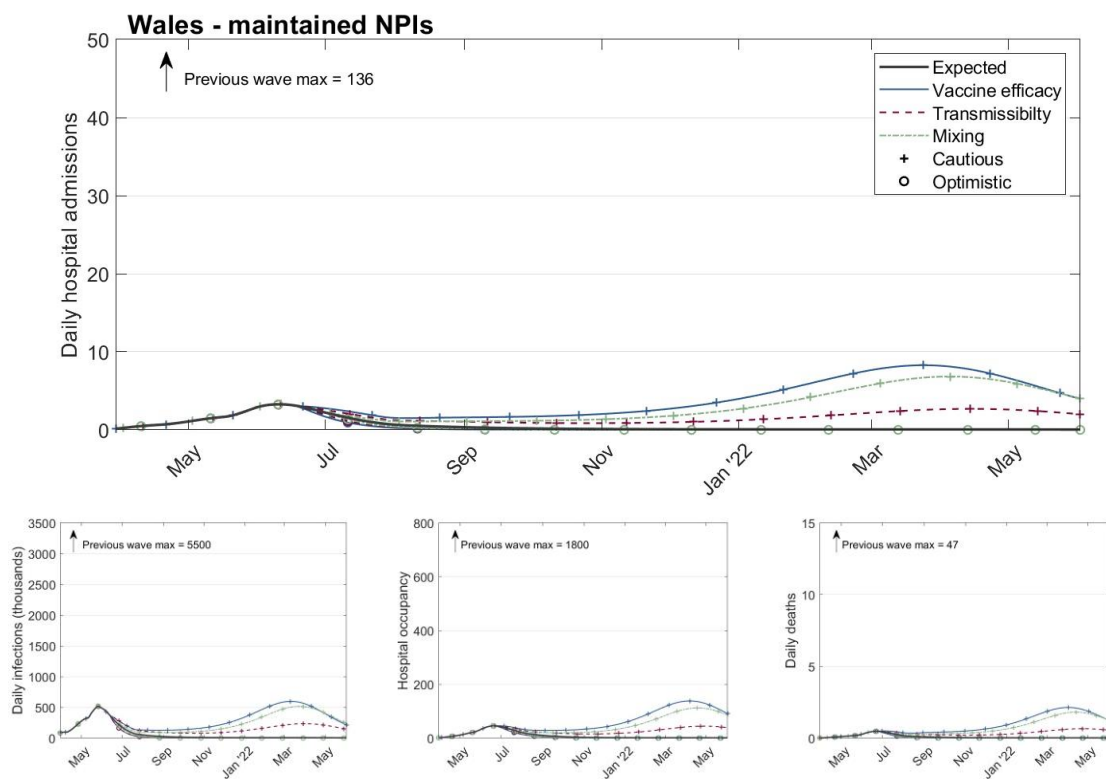 Wales - maintained NPIs
50
40
30
20
10
0
Daily hospital admissions
Previous wave max = 136
Expected
Vaccine efficacy
Transmissibilty
Mixing
Cautious
Optimistic
May
Jul
Sep
Nov
Jan '22
Mar
May
3500
3000
2500
2000
1500
1000
500
0
Daily infections (thousands)
Previous wave max = 5500
May
Jul
Sep
Nov
Jan '22
Mar
May
800
600
400
200
0
Hospital occupancy
Previous wave max = 1800
May
Jul
Sep
Nov
Jan '22
Mar
May
15
10
5
0
Daily deaths
Previous wave max = 47
May
Jul
Sep
Nov
Jan '22
Mar
May